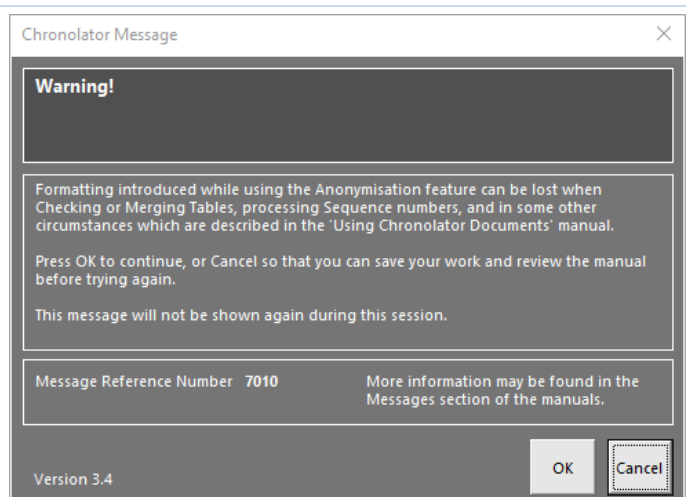 Chronolator Message
Warning!
Formatting introduced while using the Anonymisation feature can be lost when
Checking or Merging Tables, processing Sequence numbers, and in some other
circumstances which are described in the 'Using Chronolator Documents' manual.
Press OK to continue, or Cancel so that you can save your work and review the manual
before trying again.
This message will not be shown again during this session.
Message Reference Number 7010
More information may be found in the
Messages section of the manuals.
Version 3.4
OK
Cancel